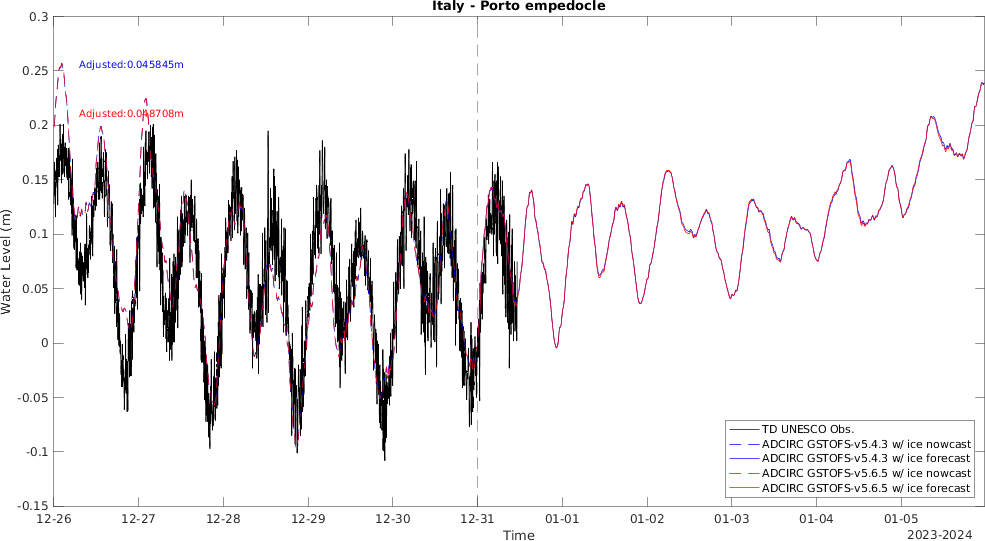 Italy - Porto empedocle
0.3
0.25
0.2
0.15
0.1
0.05
0
-0.05
-0.1
-0.15
Water Level (m)
Adjusted:0.045845m
Adjusted:0.048708m
TD UNESCO Obs.
ADCIRC GSTOFS-v5.4.3 w/ ice nowcast
ADCIRC GSTOFS-v5.4.3 w/ ice forecast
ADCIRC GSTOFS-v5.6.5 w/ ice nowcast
ADCIRC GSTOFS-v5.6.5 w/ ice forecast
12-26 12-27 12-28 12-29 12-30 12-31 01-01 01-02 01-03 01-04 01-05
Time
2023-2024